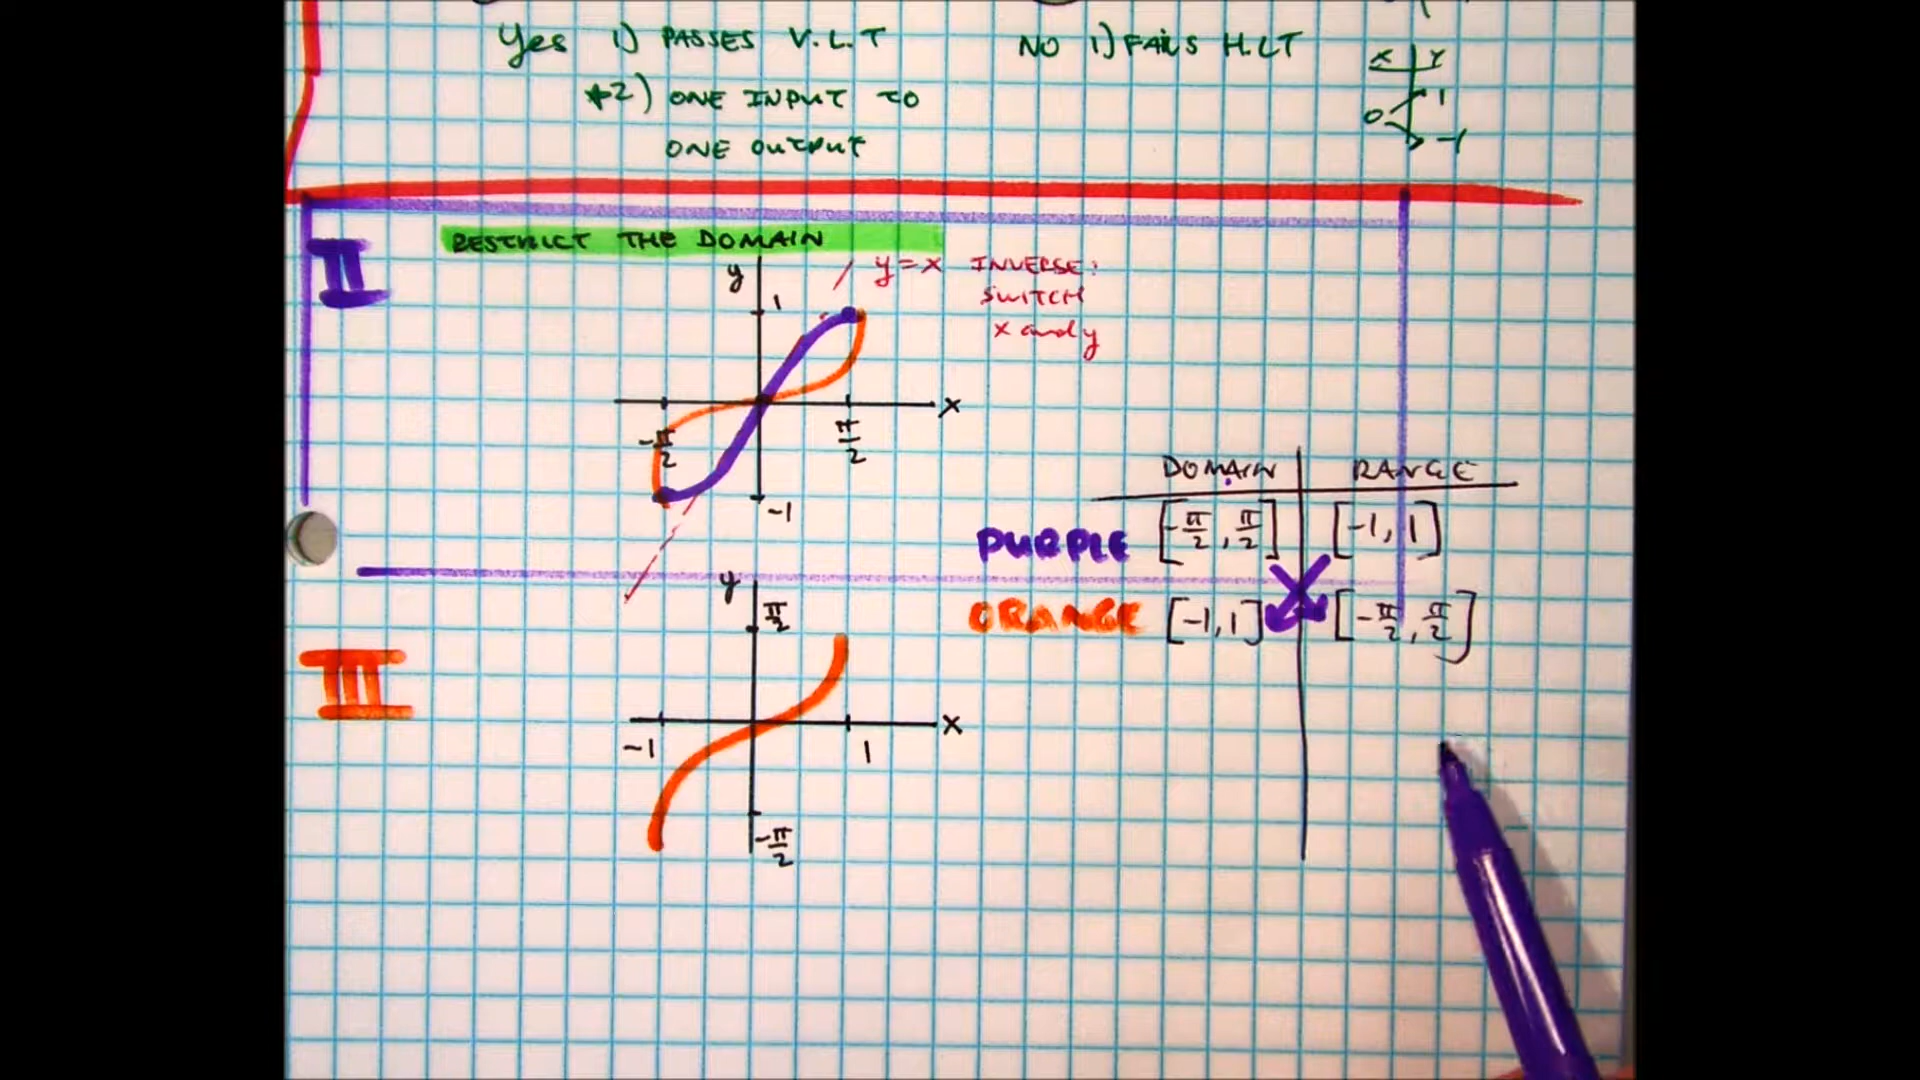 Yes 1) PASSES V.L.T
*2) ONE INPUT TO
ONE OUTPUT
NO 1) FAILS H.L.T
X Y
1
0
-1
II
RESTRICT THE DOMAIN
y
y=x INVERSE:
SWITCH
x and y
1
x
-π/2
π/2
-1
DOMAIN RANGE
PURPLE [-π/2, π/2] [-1, 1]
ORANGE [-1, 1] [-π/2, π/2]
III
y
π/2
x
-1
1
-π/2